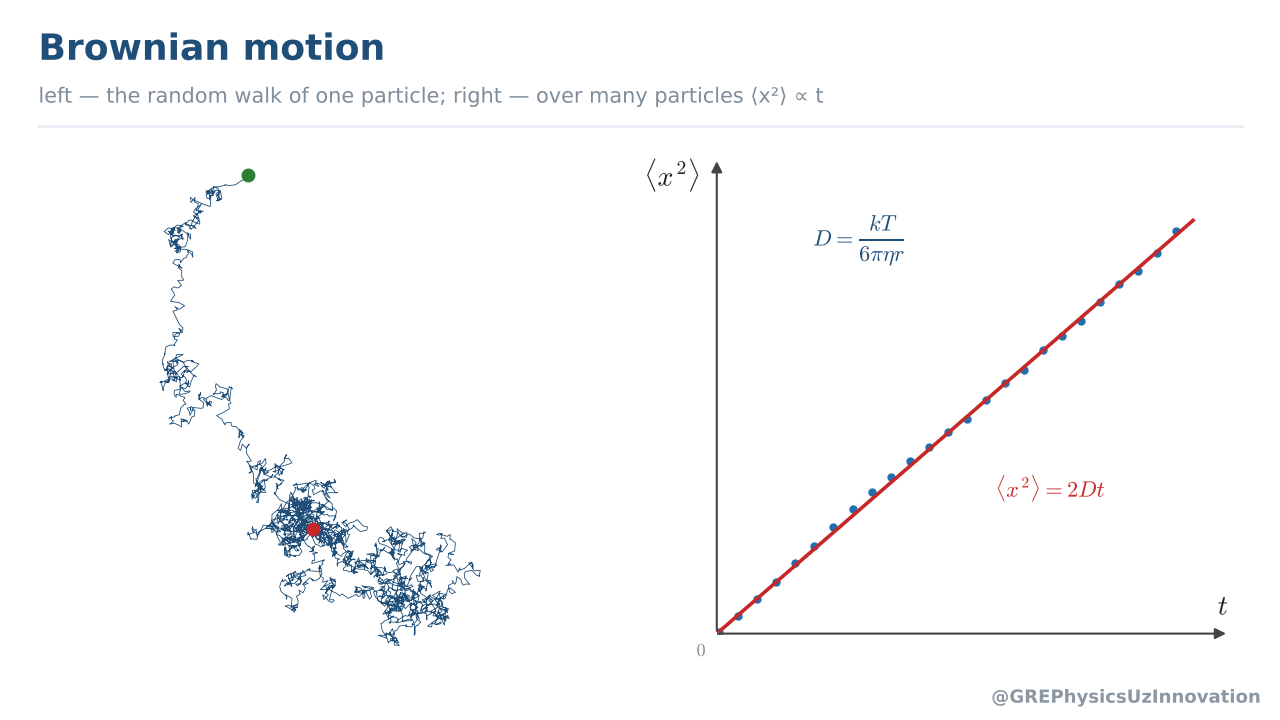 Brownian motion
left — the random walk of one particle; right — over many particles ⟨x²⟩ ∝ t
⟨x²⟩
D = kT / 6πηr
⟨x²⟩ = 2Dt
t
0
@GREPhysicsUzInnovation